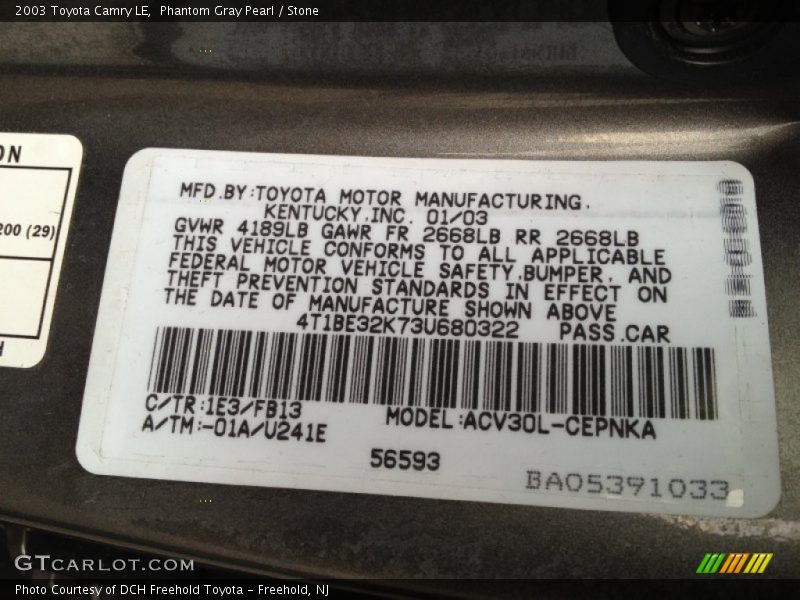 2003 Toyota Camry LE, Phantom Gray Pearl / Stone
ON
200 (29)
MFD.BY:TOYOTA MOTOR MANUFACTURING.
KENTUCKY.INC. 01/03
GVWR 4189LB GAWR FR 2668LB RR 2668LB
THIS VEHICLE CONFORMS TO ALL APPLICABLE
FEDERAL MOTOR VEHICLE SAFETY.BUMPER. AND
THEFT PREVENTION STANDARDS IN EFFECT ON
THE DATE OF MANUFACTURE SHOWN ABOVE
4T1BE32K73U680322 PASS.CAR
C/TR:1E3/FB13 MODEL:ACV30L-CEPNKA
A/TM:-01A/U241E
56593
BA05391033
GTCARLOT.COM
Photo Courtesy of DCH Freehold Toyota - Freehold, NJ